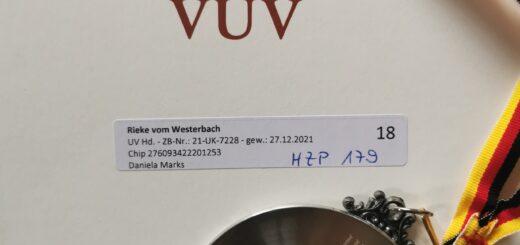 VUV
Rieke vom Westerbach
UV Hd. - ZB-Nr.: 21-UK-7228 - gew.: 27.12.2021
18
Chip 276093422201253
HZP 179
Daniela Marks